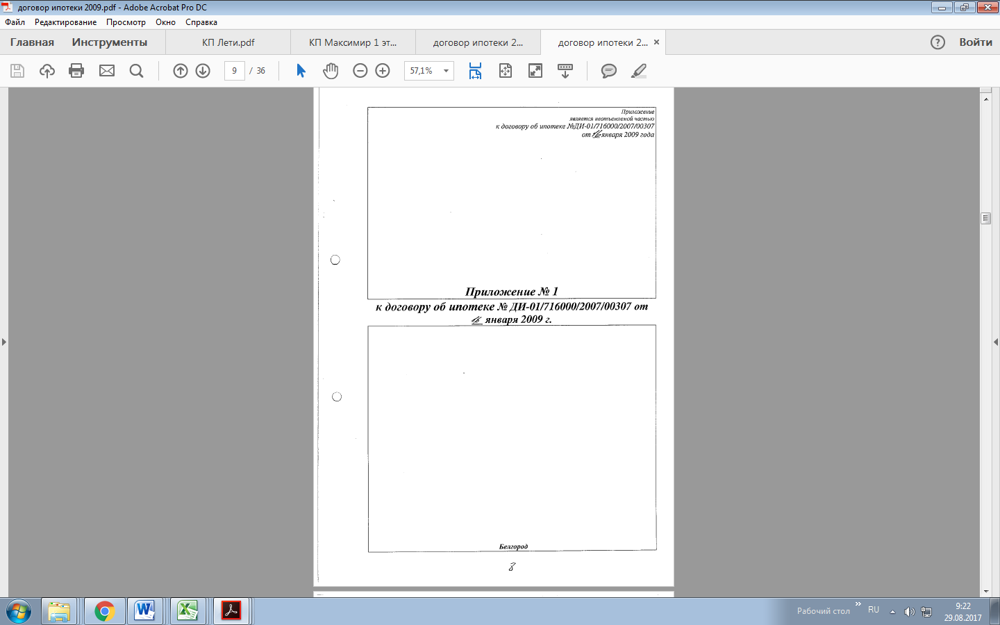 договор ипотеки 2009.pdf - Adobe Acrobat Pro DC
Файл Редактирование Просмотр Окно Справка
Главная Инструменты КП Лети.pdf КП Максимир 1 эт... договор ипотеки 2... договор ипотеки 2... × ? Войти
9 / 36 57,1%
Приложение
является неотъемлемой частью
к договору об ипотеке №ДИ-01/716000/2007/00307
от 16 января 2009 года
Приложение № 1
к договору об ипотеке № ДИ-01/716000/2007/00307 от
16 января 2009 г.
Белгород
8
Рабочий стол » RU 9:22
29.08.2017